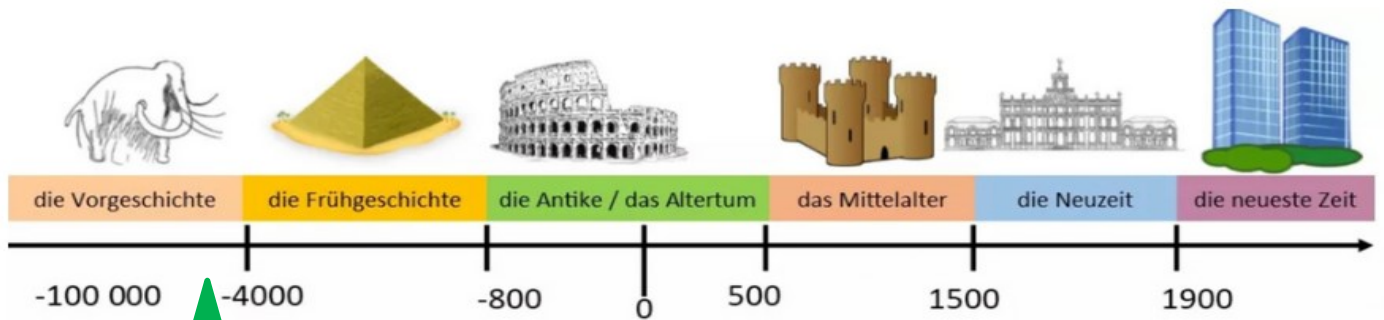 die Vorgeschichte die Frühgeschichte die Antike / das Altertum das Mittelalter die Neuzeit die neueste Zeit
-100 000 -4000 -800 0 500 1500 1900